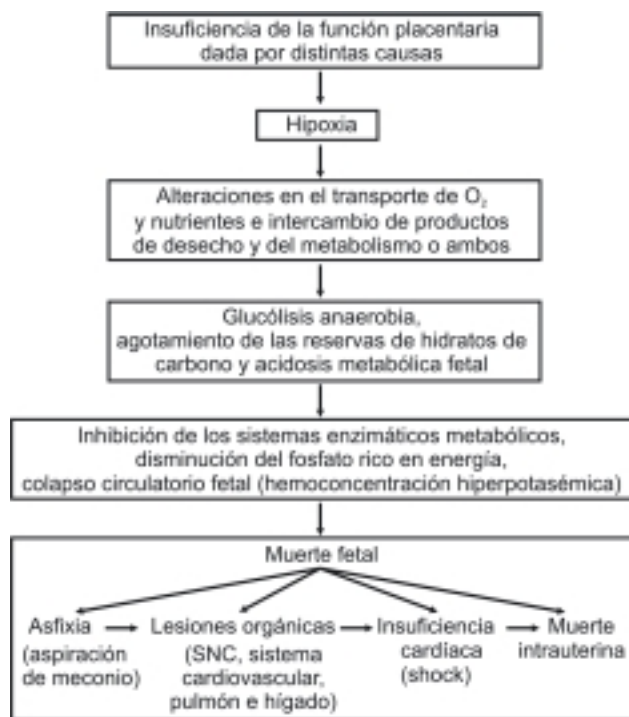 Insuficiencia de la función placentaria
dada por distintas causas
Hipoxia
Alteraciones en el transporte de O₂
y nutrientes e intercambio de productos
de desecho y del metabolismo o ambos
Glucólisis anaerobia,
agotamiento de las reservas de hidratos de
carbono y acidosis metabólica fetal
Inhibición de los sistemas enzimáticos metabólicos,
disminución del fosfato rico en energía,
colapso circulatorio fetal (hemoconcentración hiperpotasémica)
Muerte fetal
Asfixia
(aspiración
de meconio)
Lesiones orgánicas
(SNC, sistema
cardiovascular,
pulmón e hígado)
Insuficiencia
cardíaca
(shock)
Muerte
intrauterina